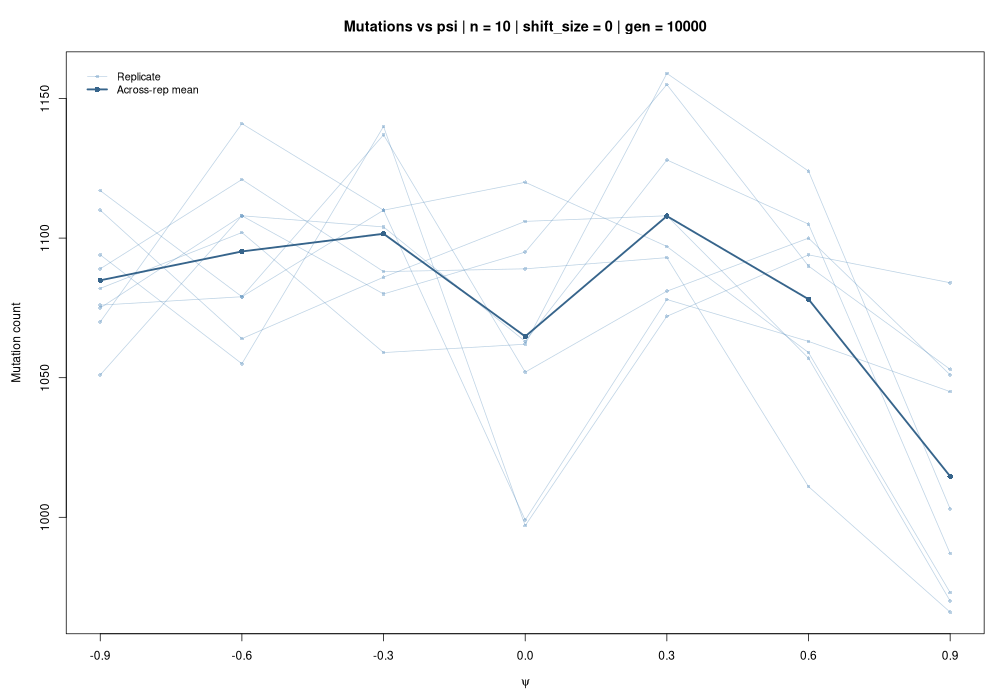 Mutations vs psi | n = 10 | shift_size = 0 | gen = 10000
Replicate
Across-rep mean
Mutation count
1150
1100
1050
1000
-0.9 -0.6 -0.3 0.0 0.3 0.6 0.9
ψ